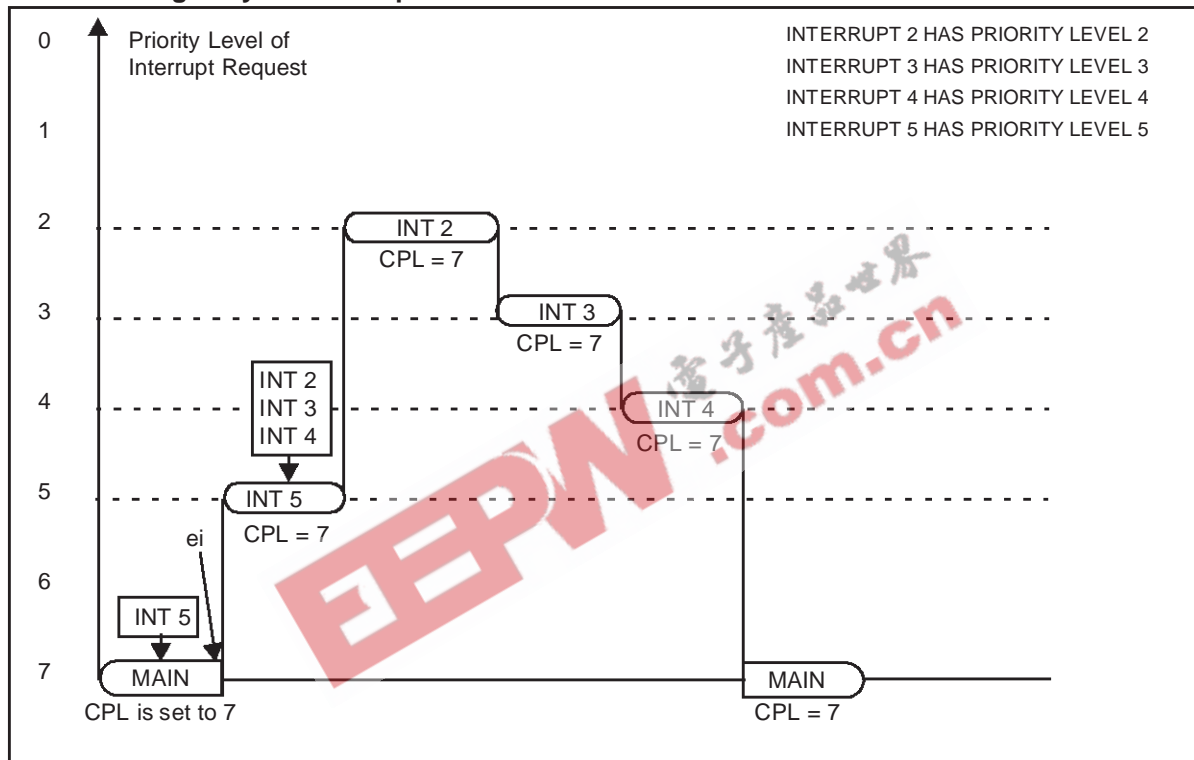 0
Priority Level of
Interrupt Request
INTERRUPT 2 HAS PRIORITY LEVEL 2
INTERRUPT 3 HAS PRIORITY LEVEL 3
INTERRUPT 4 HAS PRIORITY LEVEL 4
INTERRUPT 5 HAS PRIORITY LEVEL 5
1
2
INT 2
CPL = 7
3
INT 3
CPL = 7
INT 2
INT 3
INT 4
4
INT 4
CPL = 7
5
INT 5
CPL = 7
ei
6
INT 5
7
MAIN
CPL is set to 7
MAIN
CPL = 7
電子產品世界
EEPW.com.cn